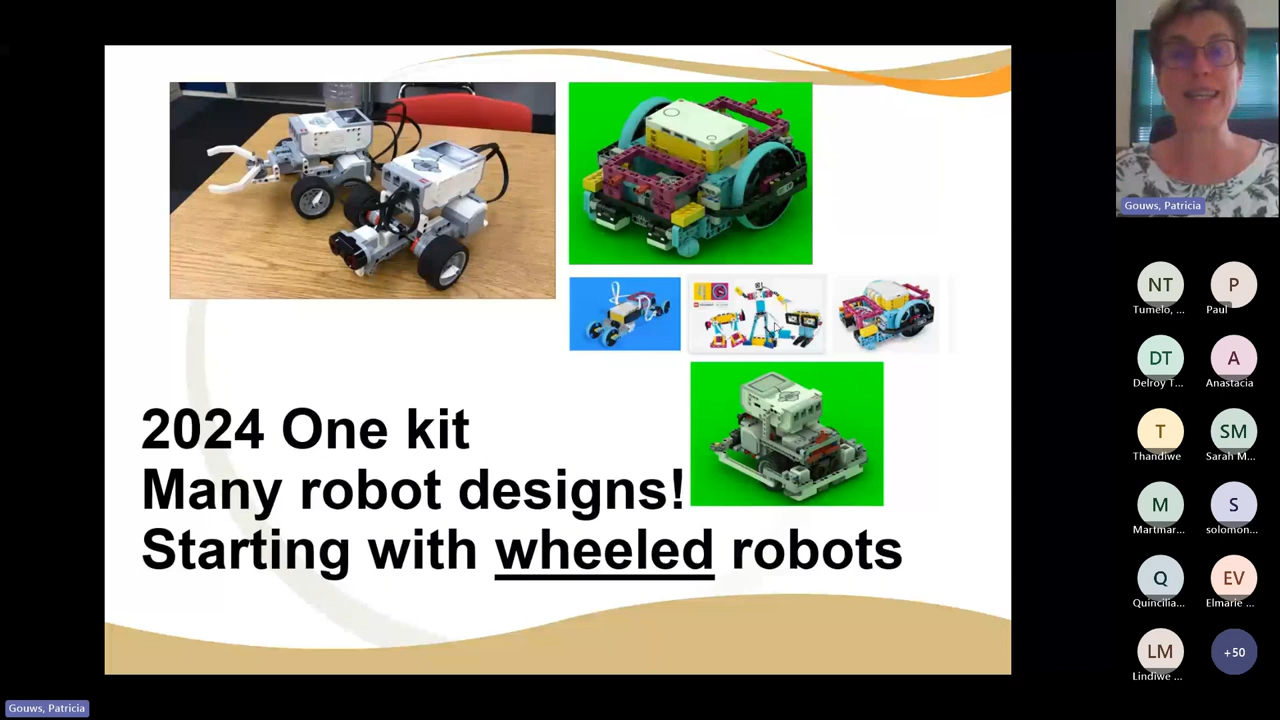 Gouws, Patricia
2024 One kit
Many robot designs!
Starting with wheeled robots
NT
Tumelo, ...
P
Paul
DT
Delroy T...
A
Anastacia
T
Thandiwe
SM
Sarah M...
M
Martmar...
S
solomon...
Q
Quincilia...
EV
Elmarie ...
LM
Lindiwe ...
+50
Gouws, Patricia